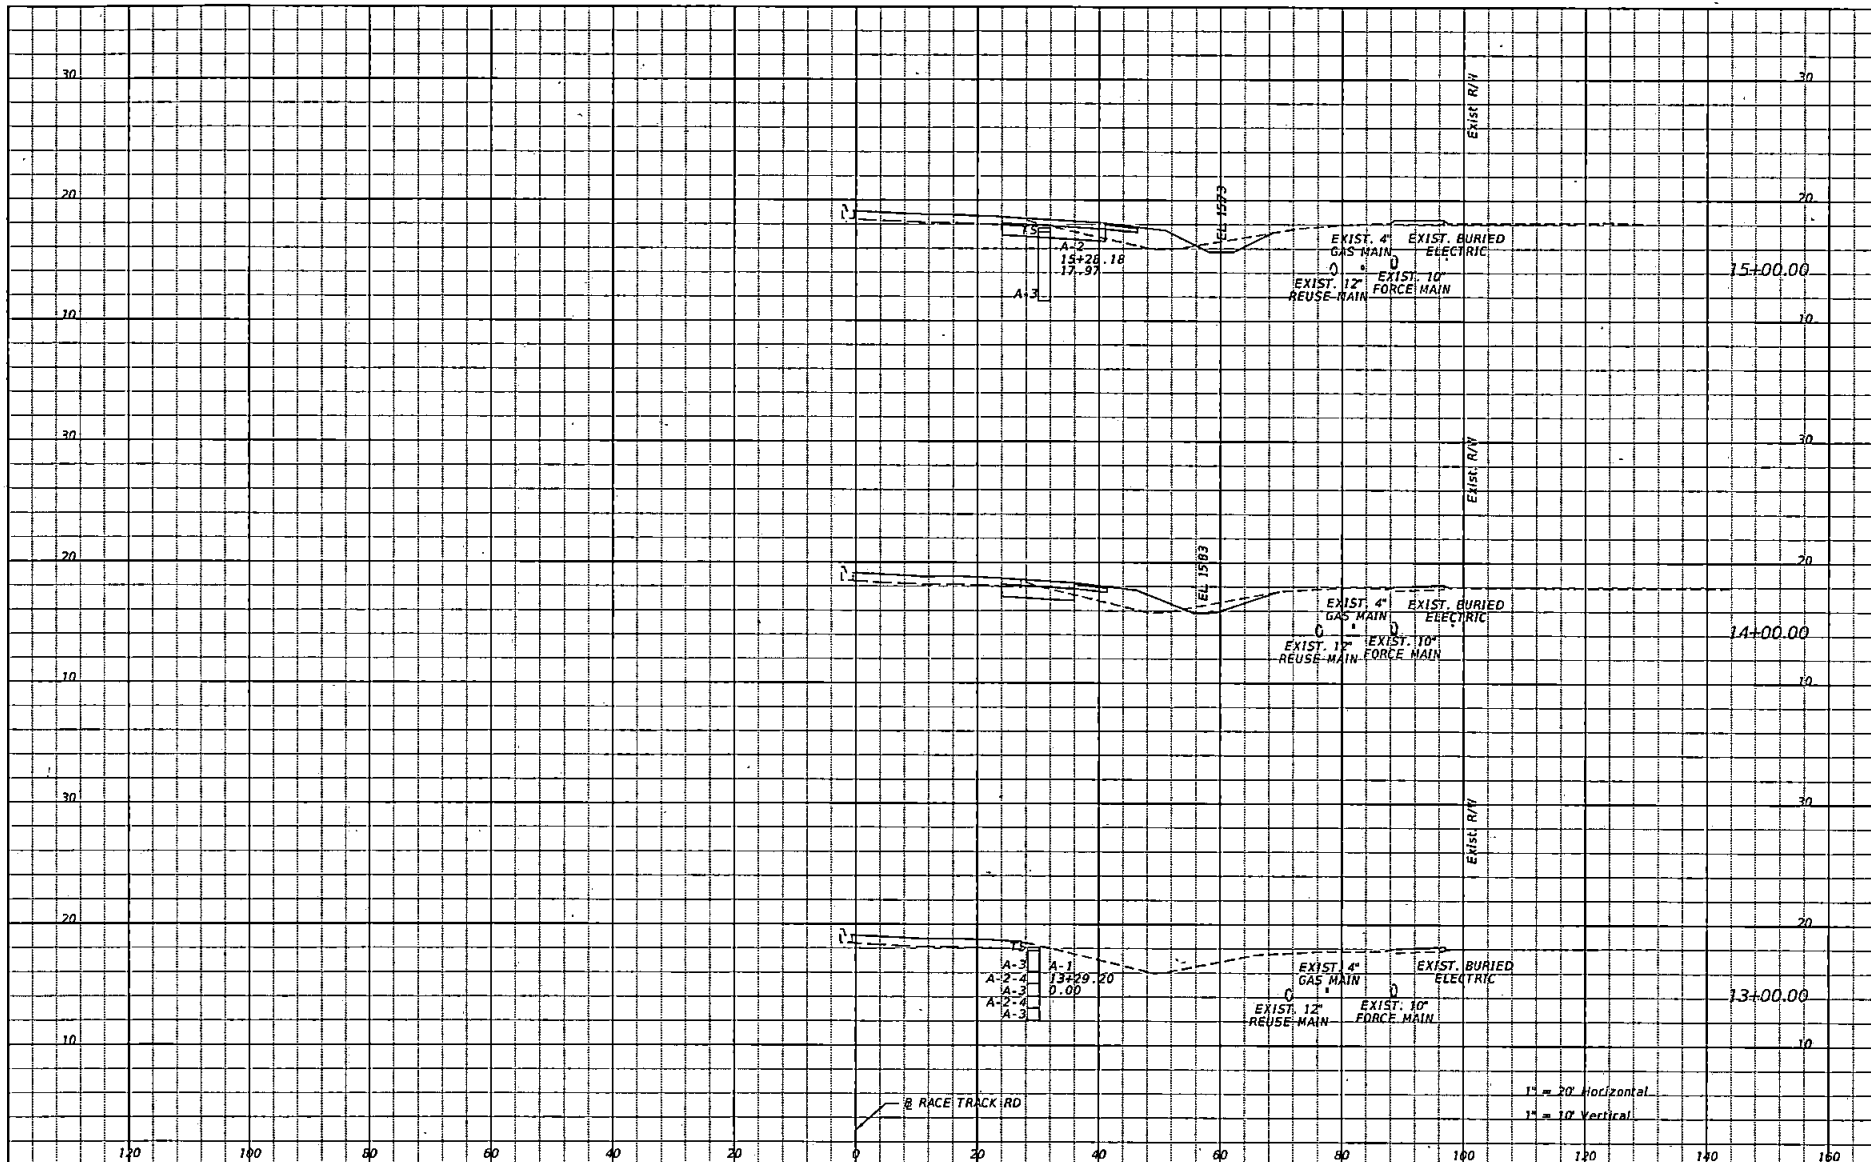 30
30
Exist R/W
20
20
EL 1573
TS
A-2
15+28.18
17.97
A-3
EXIST. 4"
GAS MAIN
EXIST. BURIED
ELECTRIC
EXIST. 12"
REUSE MAIN
EXIST. 10"
FORCE MAIN
15+00.00
10
10
30
30
Exist. R/W
20
20
EL 1583
EXIST. 4"
GAS MAIN
EXIST. BURIED
ELECTRIC
EXIST. 12"
REUSE MAIN
EXIST. 10"
FORCE MAIN
14+00.00
10
10
30
30
Exist. R/W
20
20
TS
A-3
A-2-4
A-3
A-2-4
A-3
A-1
13+29.20
0.00
EXIST. 4"
GAS MAIN
EXIST. BURIED
ELECTRIC
EXIST. 12"
REUSE MAIN
EXIST. 10"
FORCE MAIN
13+00.00
10
10
1" = 20' Horizontal
1" = 10' Vertical
B RACE TRACK RD
120 100 80 60 40 20 0 20 40 60 80 100 120 140 160